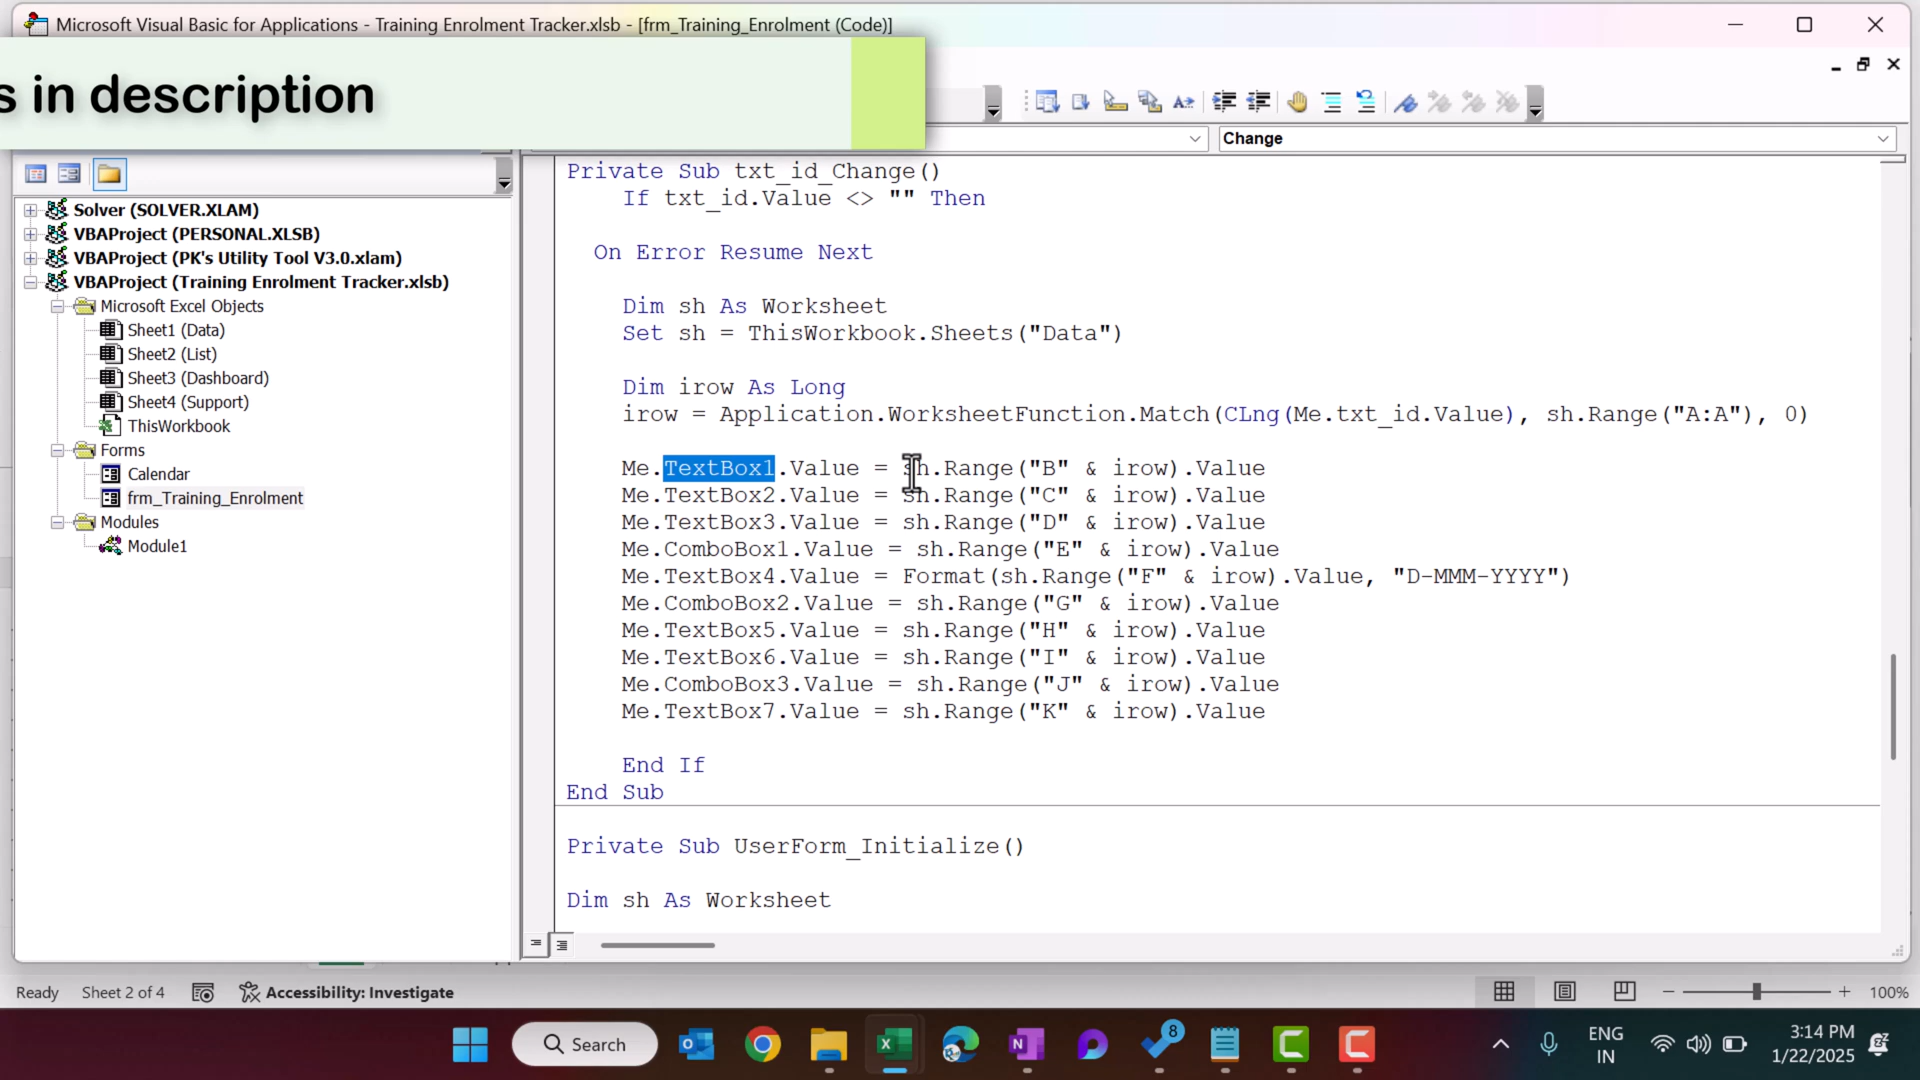 Microsoft Visual Basic for Applications - Training Enrolment Tracker.xlsb - [frm_Training_Enrolment (Code)]
s in description
Change
Solver (SOLVER.XLAM)
VBAProject (PERSONAL.XLSB)
VBAProject (PK's Utility Tool V3.0.xlam)
VBAProject (Training Enrolment Tracker.xlsb)
Microsoft Excel Objects
Sheet1 (Data)
Sheet2 (List)
Sheet3 (Dashboard)
Sheet4 (Support)
ThisWorkbook
Forms
Calendar
frm_Training_Enrolment
Modules
Module1
Private Sub txt_id_Change()
If txt_id.Value <> "" Then
On Error Resume Next
Dim sh As Worksheet
Set sh = ThisWorkbook.Sheets("Data")
Dim irow As Long
irow = Application.WorksheetFunction.Match(CLng(Me.txt_id.Value), sh.Range("A:A"), 0)
Me.TextBox1.Value = sh.Range("B" & irow).Value
Me.TextBox2.Value = sh.Range("C" & irow).Value
Me.TextBox3.Value = sh.Range("D" & irow).Value
Me.ComboBox1.Value = sh.Range("E" & irow).Value
Me.TextBox4.Value = Format(sh.Range("F" & irow).Value, "D-MMM-YYYY")
Me.ComboBox2.Value = sh.Range("G" & irow).Value
Me.TextBox5.Value = sh.Range("H" & irow).Value
Me.TextBox6.Value = sh.Range("I" & irow).Value
Me.ComboBox3.Value = sh.Range("J" & irow).Value
Me.TextBox7.Value = sh.Range("K" & irow).Value
End If
End Sub
Private Sub UserForm_Initialize()
Dim sh As Worksheet
Ready Sheet 2 of 4 Accessibility: Investigate 100%
Search 8 ENG IN 3:14 PM 1/22/2025